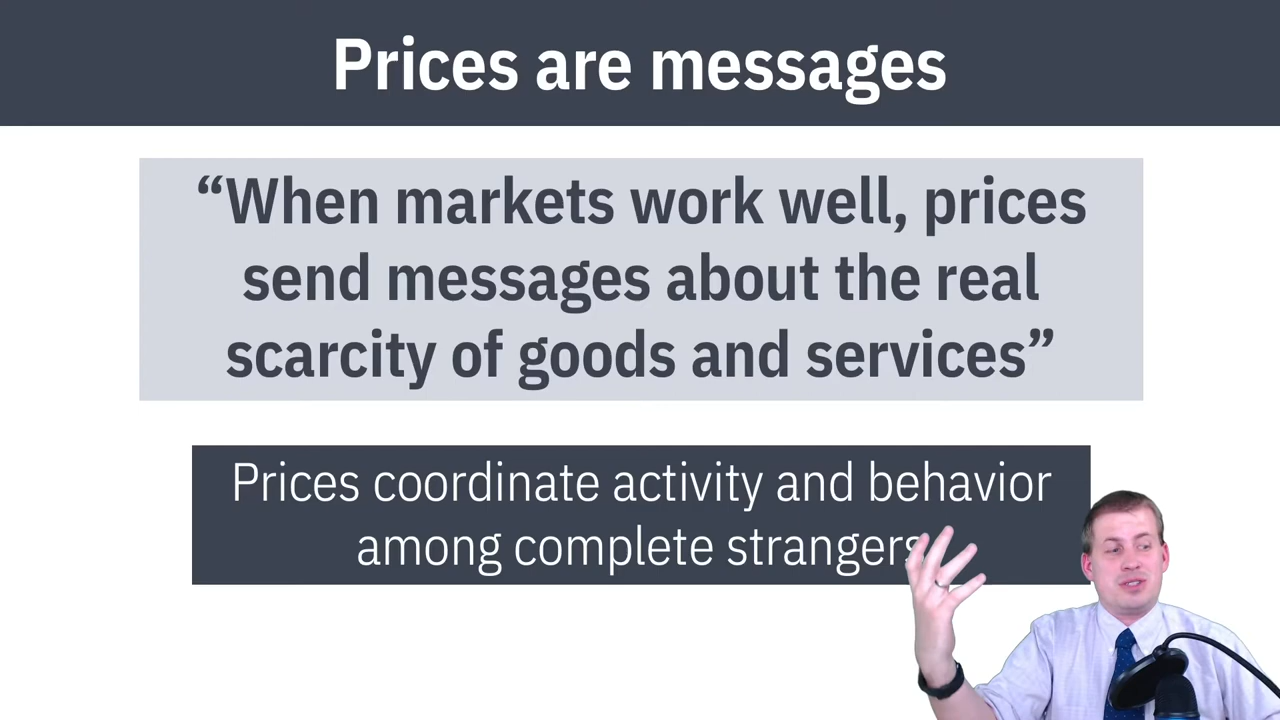 Prices are messages
“When markets work well, prices
send messages about the real
scarcity of goods and services”
Prices coordinate activity and behavior
among complete strangers